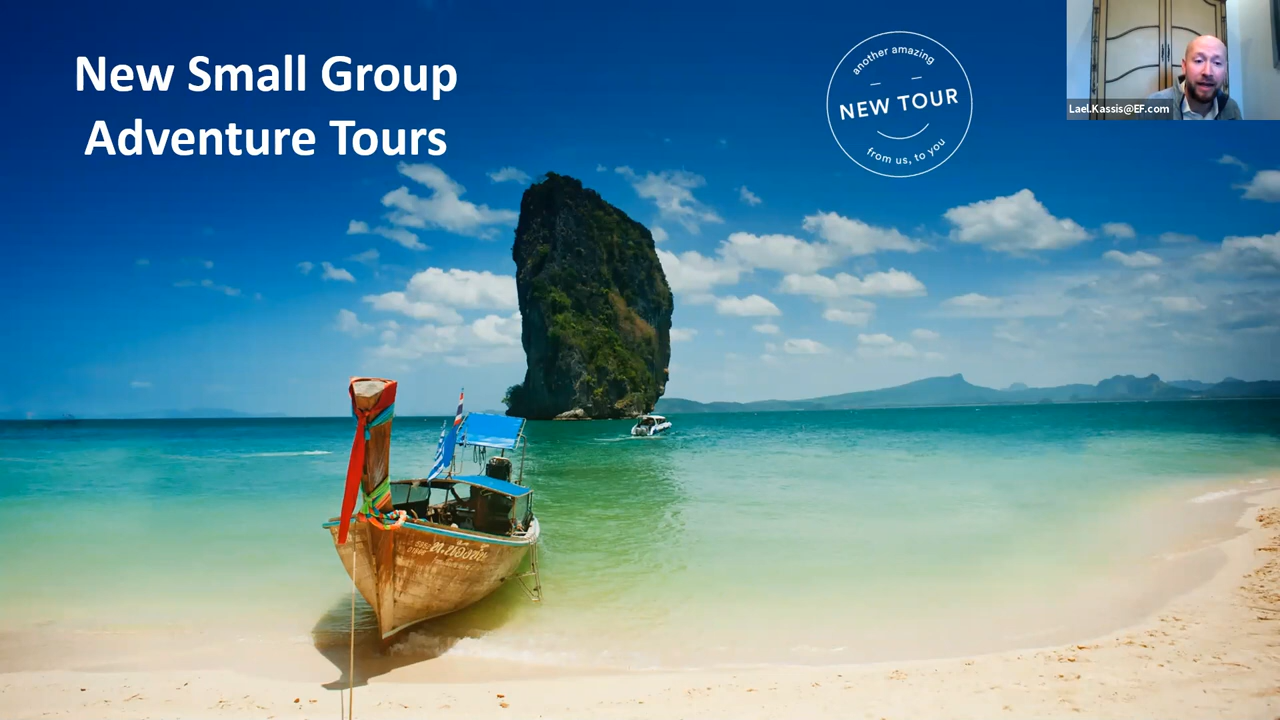 New Small Group
Adventure Tours
another amazing
NEW TOUR
from us, to you
Lael.Kassis@EF.com